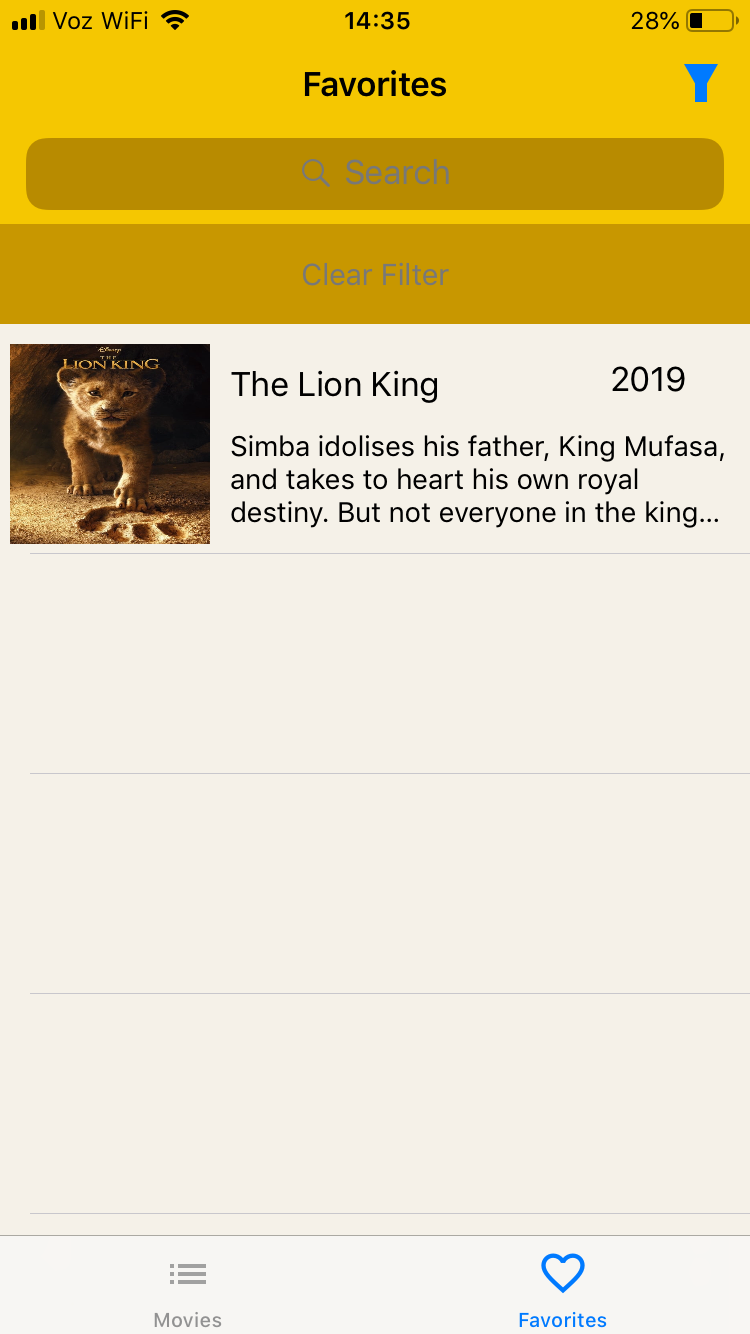 Voz WiFi 14:35 28%
Favorites
Search
Clear Filter
Disney
THE
LION KING
The Lion King 2019
Simba idolises his father, King Mufasa,
and takes to heart his own royal
destiny. But not everyone in the king...
Movies Favorites